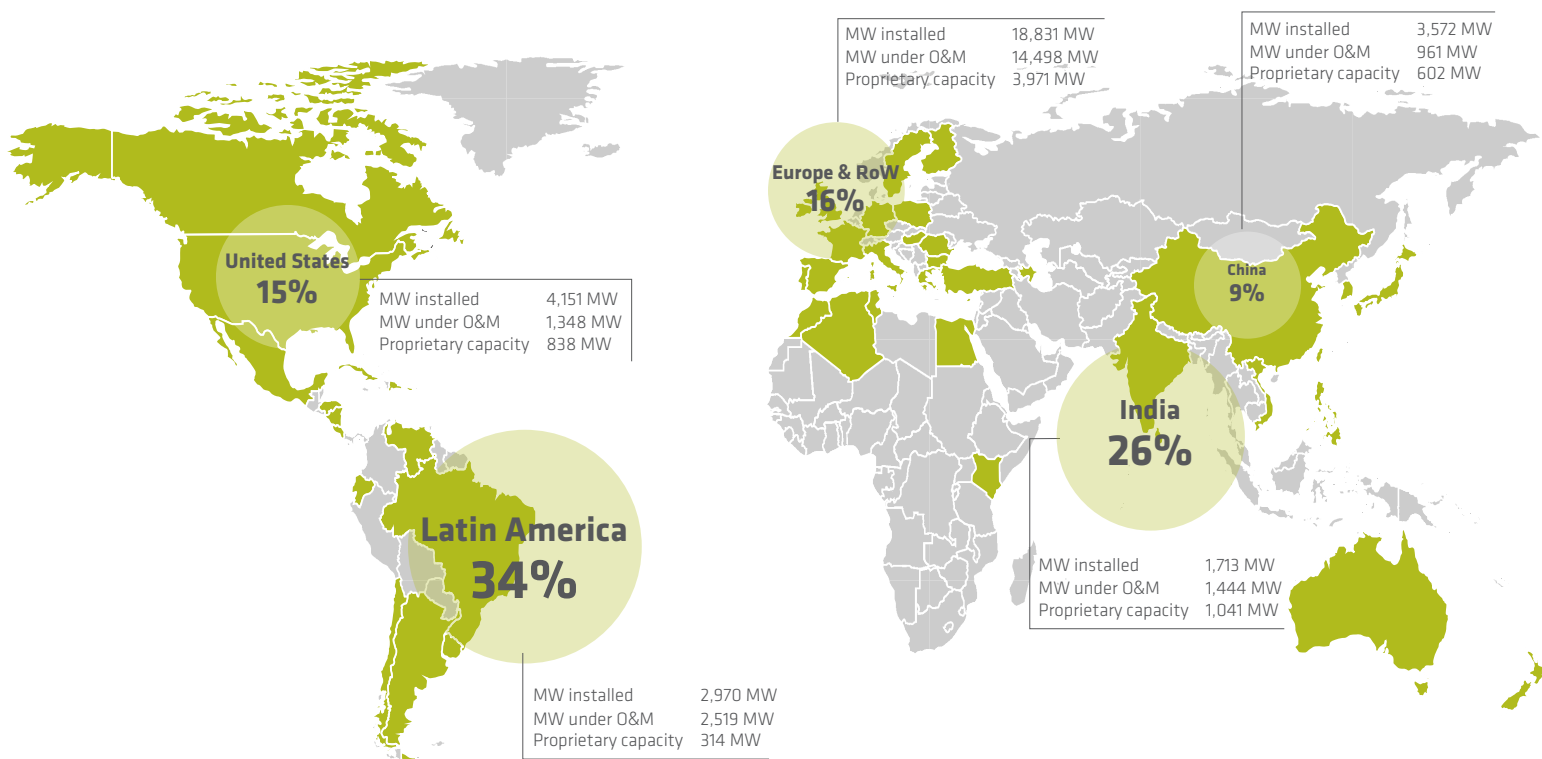 MW installed 18,831 MW
MW under O&M 14,498 MW
Proprietary capacity 3,971 MW
MW installed 3,572 MW
MW under O&M 961 MW
Proprietary capacity 602 MW
Europe & RoW
16%
United States
15%
China
9%
MW installed 4,151 MW
MW under O&M 1,348 MW
Proprietary capacity 838 MW
India
26%
Latin America
34%
MW installed 1,713 MW
MW under O&M 1,444 MW
Proprietary capacity 1,041 MW
MW installed 2,970 MW
MW under O&M 2,519 MW
Proprietary capacity 314 MW